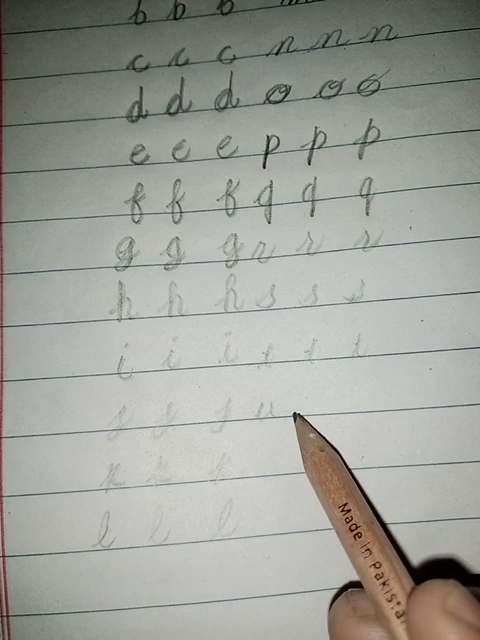 b b b
c c c n n n
d d d o o o
e e e p p p
f f f q q q
g g g r r r
h h h s s s
i i i t t t
j j j u
k k k
l l l
Made in Pakistan